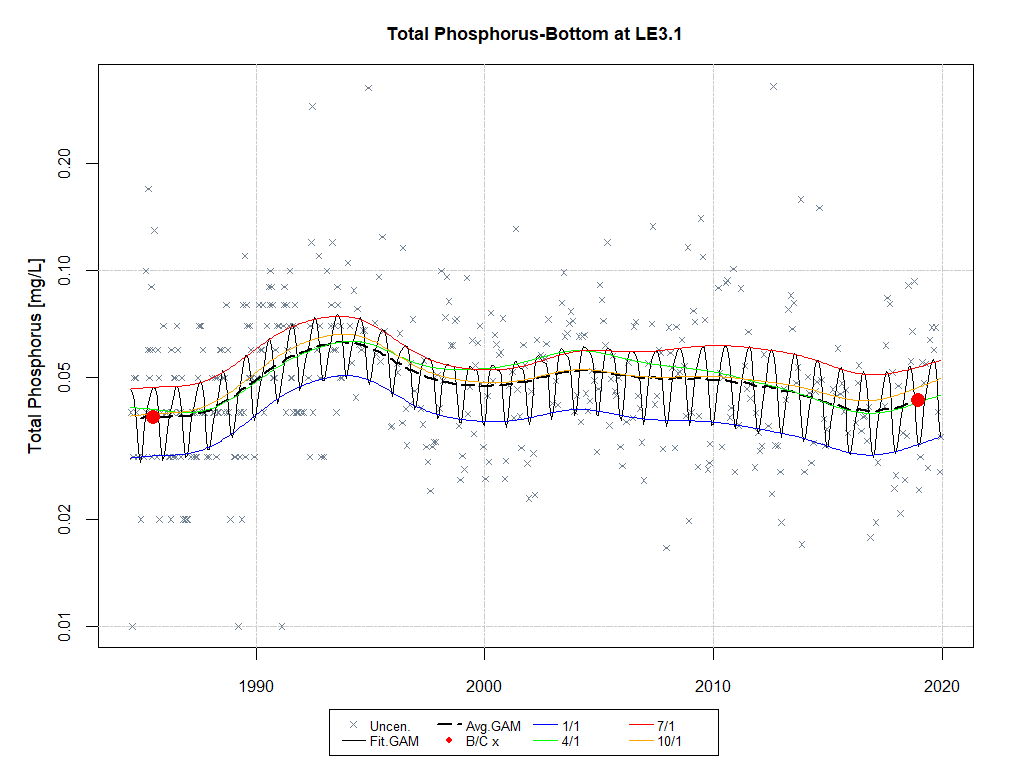 Total Phosphorus-Bottom at LE3.1
Total Phosphorus [mg/L]
0.20
0.10
0.05
0.02
0.01
1990 2000 2010 2020
Uncen. Avg.GAM 1/1 7/1
Fit.GAM B/C x 4/1 10/1